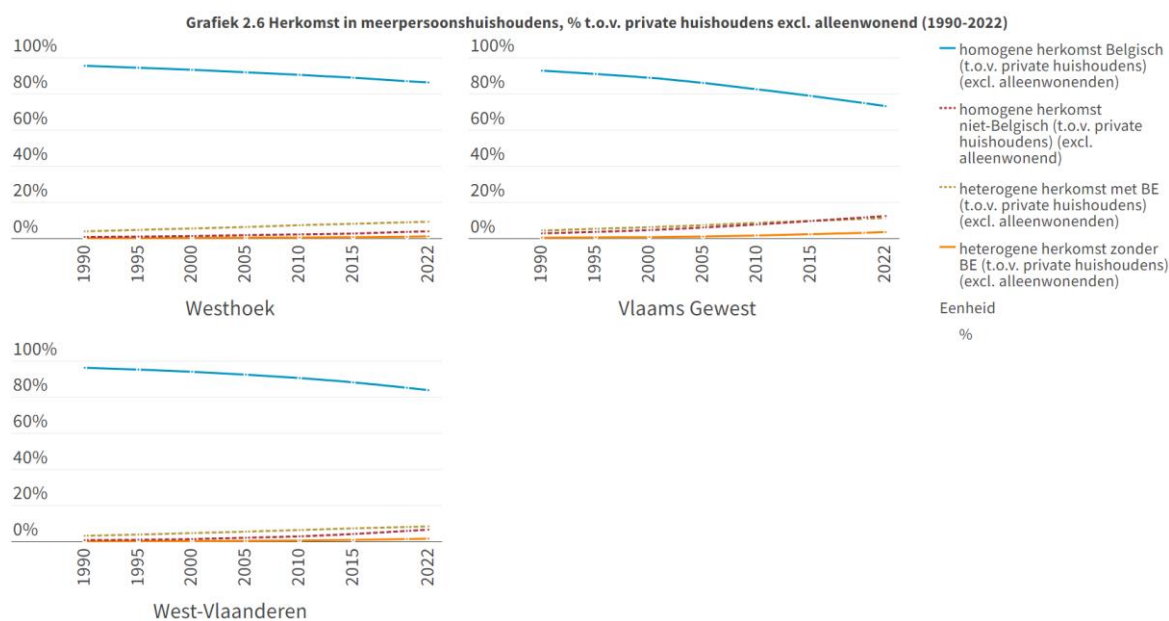 Grafiek 2.6 Herkomst in meerpersoonshuishoudens, % t.o.v. private huishoudens excl. alleenwonend (1990-2022)
100%
80%
60%
40%
20%
0%
1990
1995
2000
2005
2010
2015
2022
Westhoek
100%
80%
60%
40%
20%
0%
1990
1995
2000
2005
2010
2015
2022
Vlaams Gewest
homogene herkomst Belgisch
(t.o.v. private huishoudens)
(excl. alleenwonenden)
homogene herkomst
niet-Belgisch (t.o.v. private
huishoudens) (excl.
alleenwonend)
heterogene herkomst met BE
(t.o.v. private huishoudens)
(excl. alleenwonenden)
heterogene herkomst zonder
BE (t.o.v. private huishoudens)
(excl. alleenwonenden)
Eenheid
%
100%
80%
60%
40%
20%
0%
1990
1995
2000
2005
2010
2015
2022
West-Vlaanderen